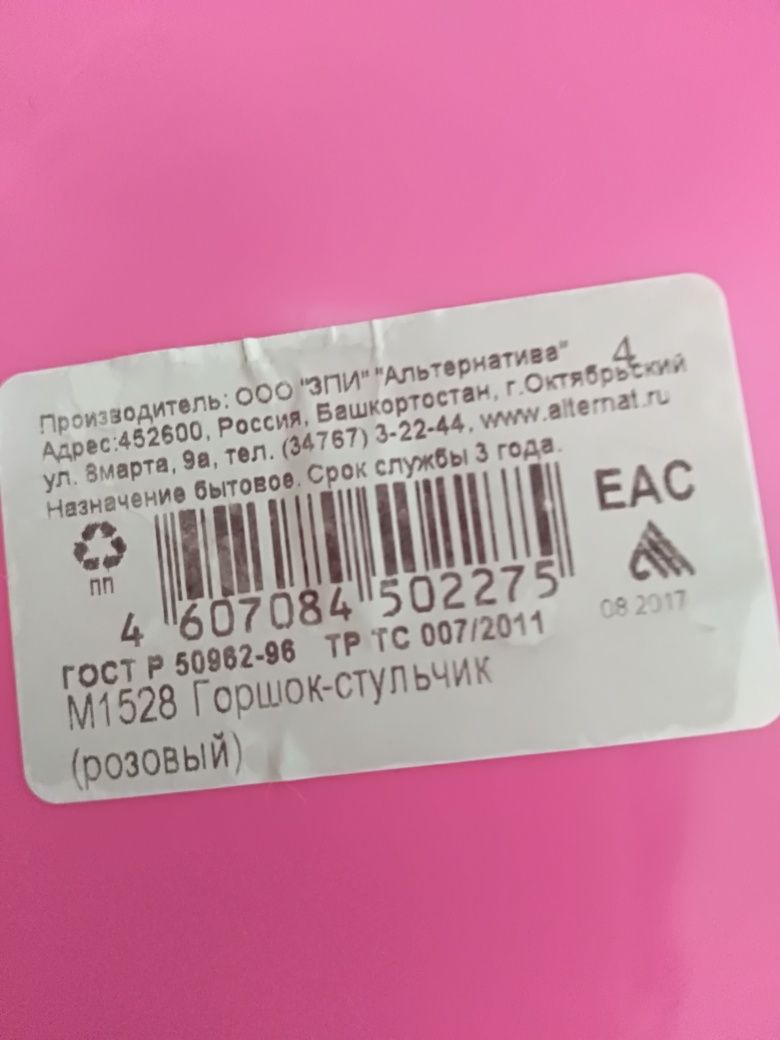 4
Производитель: ООО "ЗПИ" "Альтернатива"
Адрес:452600, Россия, Башкортостан, г.Октябрьский
ул. 8марта, 9а, тел. (34767) 3-22-44, www.alternat.ru
Назначение бытовое. Срок службы 3 года.
ЕАС
ПП
4 607084 502275
08 2017
ГОСТ Р 50962-96 ТР ТС 007/2011
М1528 Горшок-стульчик
(розовый)